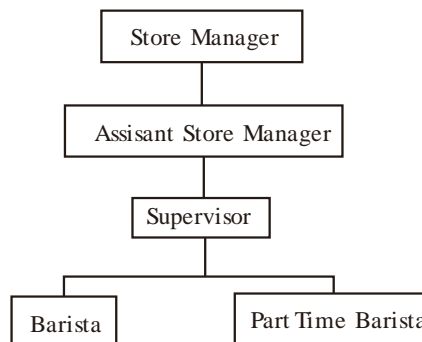 Store Manager
Assisant Store Manager
Supervisor
Barista
Part Time Barista